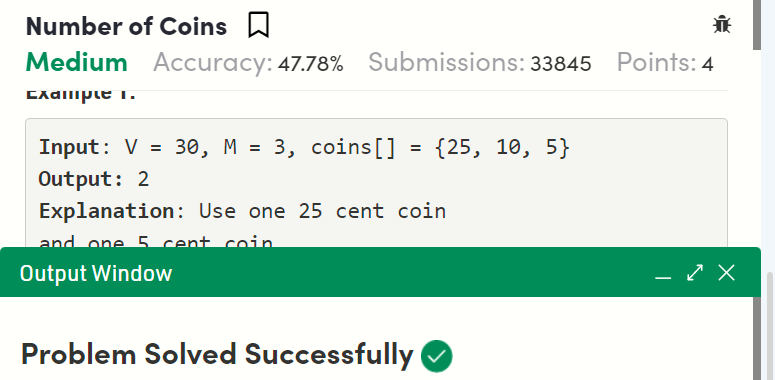 Number of Coins
Medium Accuracy: 47.78% Submissions: 33845 Points: 4
Example 1:
Input: V = 30, M = 3, coins[] = {25, 10, 5}
Output: 2
Explanation: Use one 25 cent coin
and one 5 cent coin
Output Window
Problem Solved Successfully